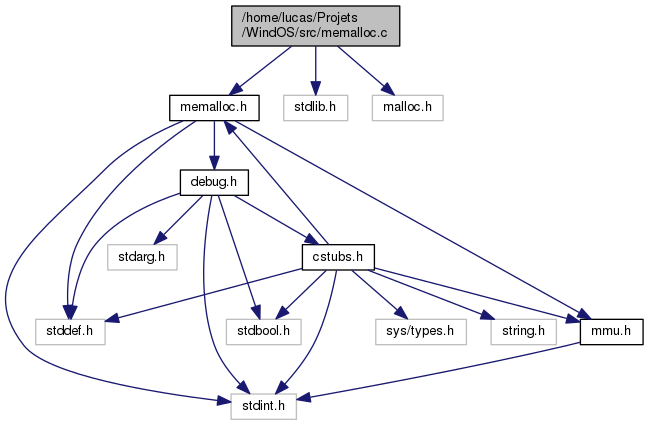 /home/lucas/Projets
/WindOS/src/memalloc.c
memalloc.h
stdlib.h
malloc.h
debug.h
stdarg.h
cstubs.h
stddef.h
stdbool.h
sys/types.h
string.h
mmu.h
stdint.h